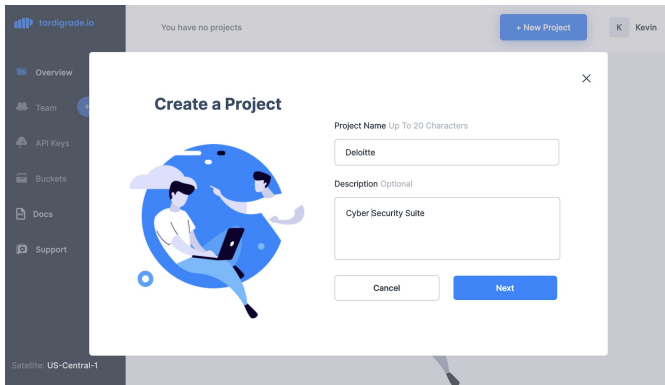 tardigrade.io
You have no projects
+ New Project
K Kevin
Overview
Team +
API Keys
Buckets
Docs
Support
Satellite: US-Central-1
Create a Project
Project Name Up To 20 Characters
Deloitte
Description Optional
Cyber Security Suite
Cancel
Next